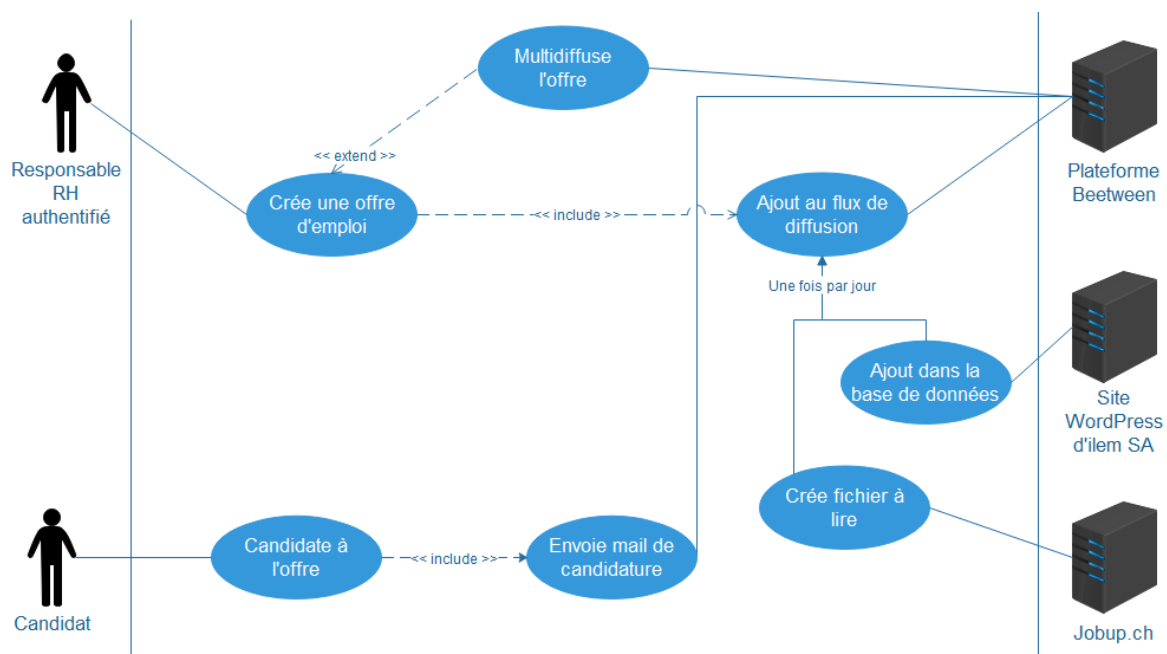 Multidiffuse
l'offre
<< extend >>
Responsable
RH
authentifié
Crée une offre
d'emploi
<< include >>
Ajout au flux de
diffusion
Plateforme
Beetween
Une fois par jour
Ajout dans la
base de données
Site
WordPress
d'ilem SA
Crée fichier à
lire
Candidate à
l'offre
<< include >>
Envoie mail de
candidature
Candidat
Jobup.ch